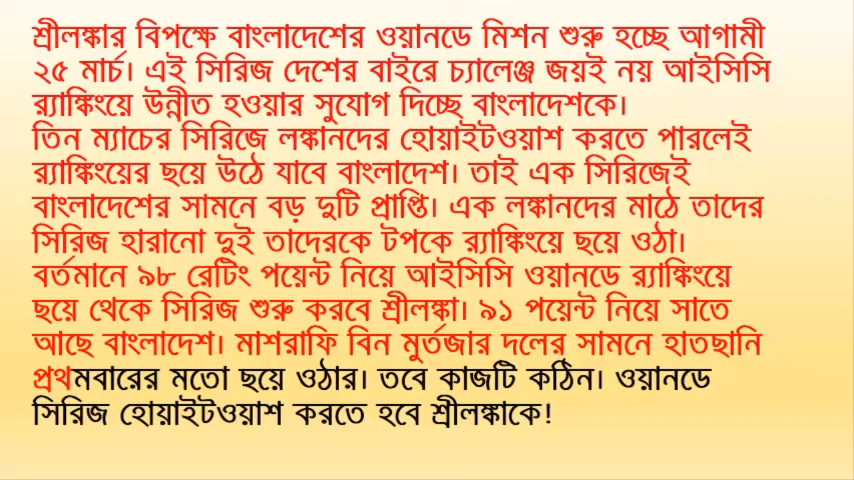 শ্রীলঙ্কার বিপক্ষে বাংলাদেশের ওয়ানডে মিশন শুরু হচ্ছে আগামী
২৫ মার্চ। এই সিরিজ দেশের বাইরে চ্যালেঞ্জ জয়ই নয় আইসিসি
র‍্যাঙ্কিংয়ে উন্নীত হওয়ার সুযোগ দিচ্ছে বাংলাদেশকে।
তিন ম্যাচের সিরিজে লঙ্কানদের হোয়াইটওয়াশ করতে পারলেই
র‍্যাঙ্কিংয়ের ছয়ে উঠে যাবে বাংলাদেশ। তাই এক সিরিজেই
বাংলাদেশের সামনে বড় দুটি প্রাপ্তি। এক লঙ্কানদের মাঠে তাদের
সিরিজ হারানো দুই তাদেরকে টপকে র‍্যাঙ্কিংয়ে ছয়ে ওঠা।
বর্তমানে ৯৮ রেটিং পয়েন্ট নিয়ে আইসিসি ওয়ানডে র‍্যাঙ্কিংয়ে
ছয়ে থেকে সিরিজ শুরু করবে শ্রীলঙ্কা। ৯১ পয়েন্ট নিয়ে সাতে
আছে বাংলাদেশ। মাশরাফি বিন মুর্তজার দলের সামনে হাতছানি
প্রথমবারের মতো ছয়ে ওঠার। তবে কাজটি কঠিন। ওয়ানডে
সিরিজ হোয়াইটওয়াশ করতে হবে শ্রীলঙ্কাকে!